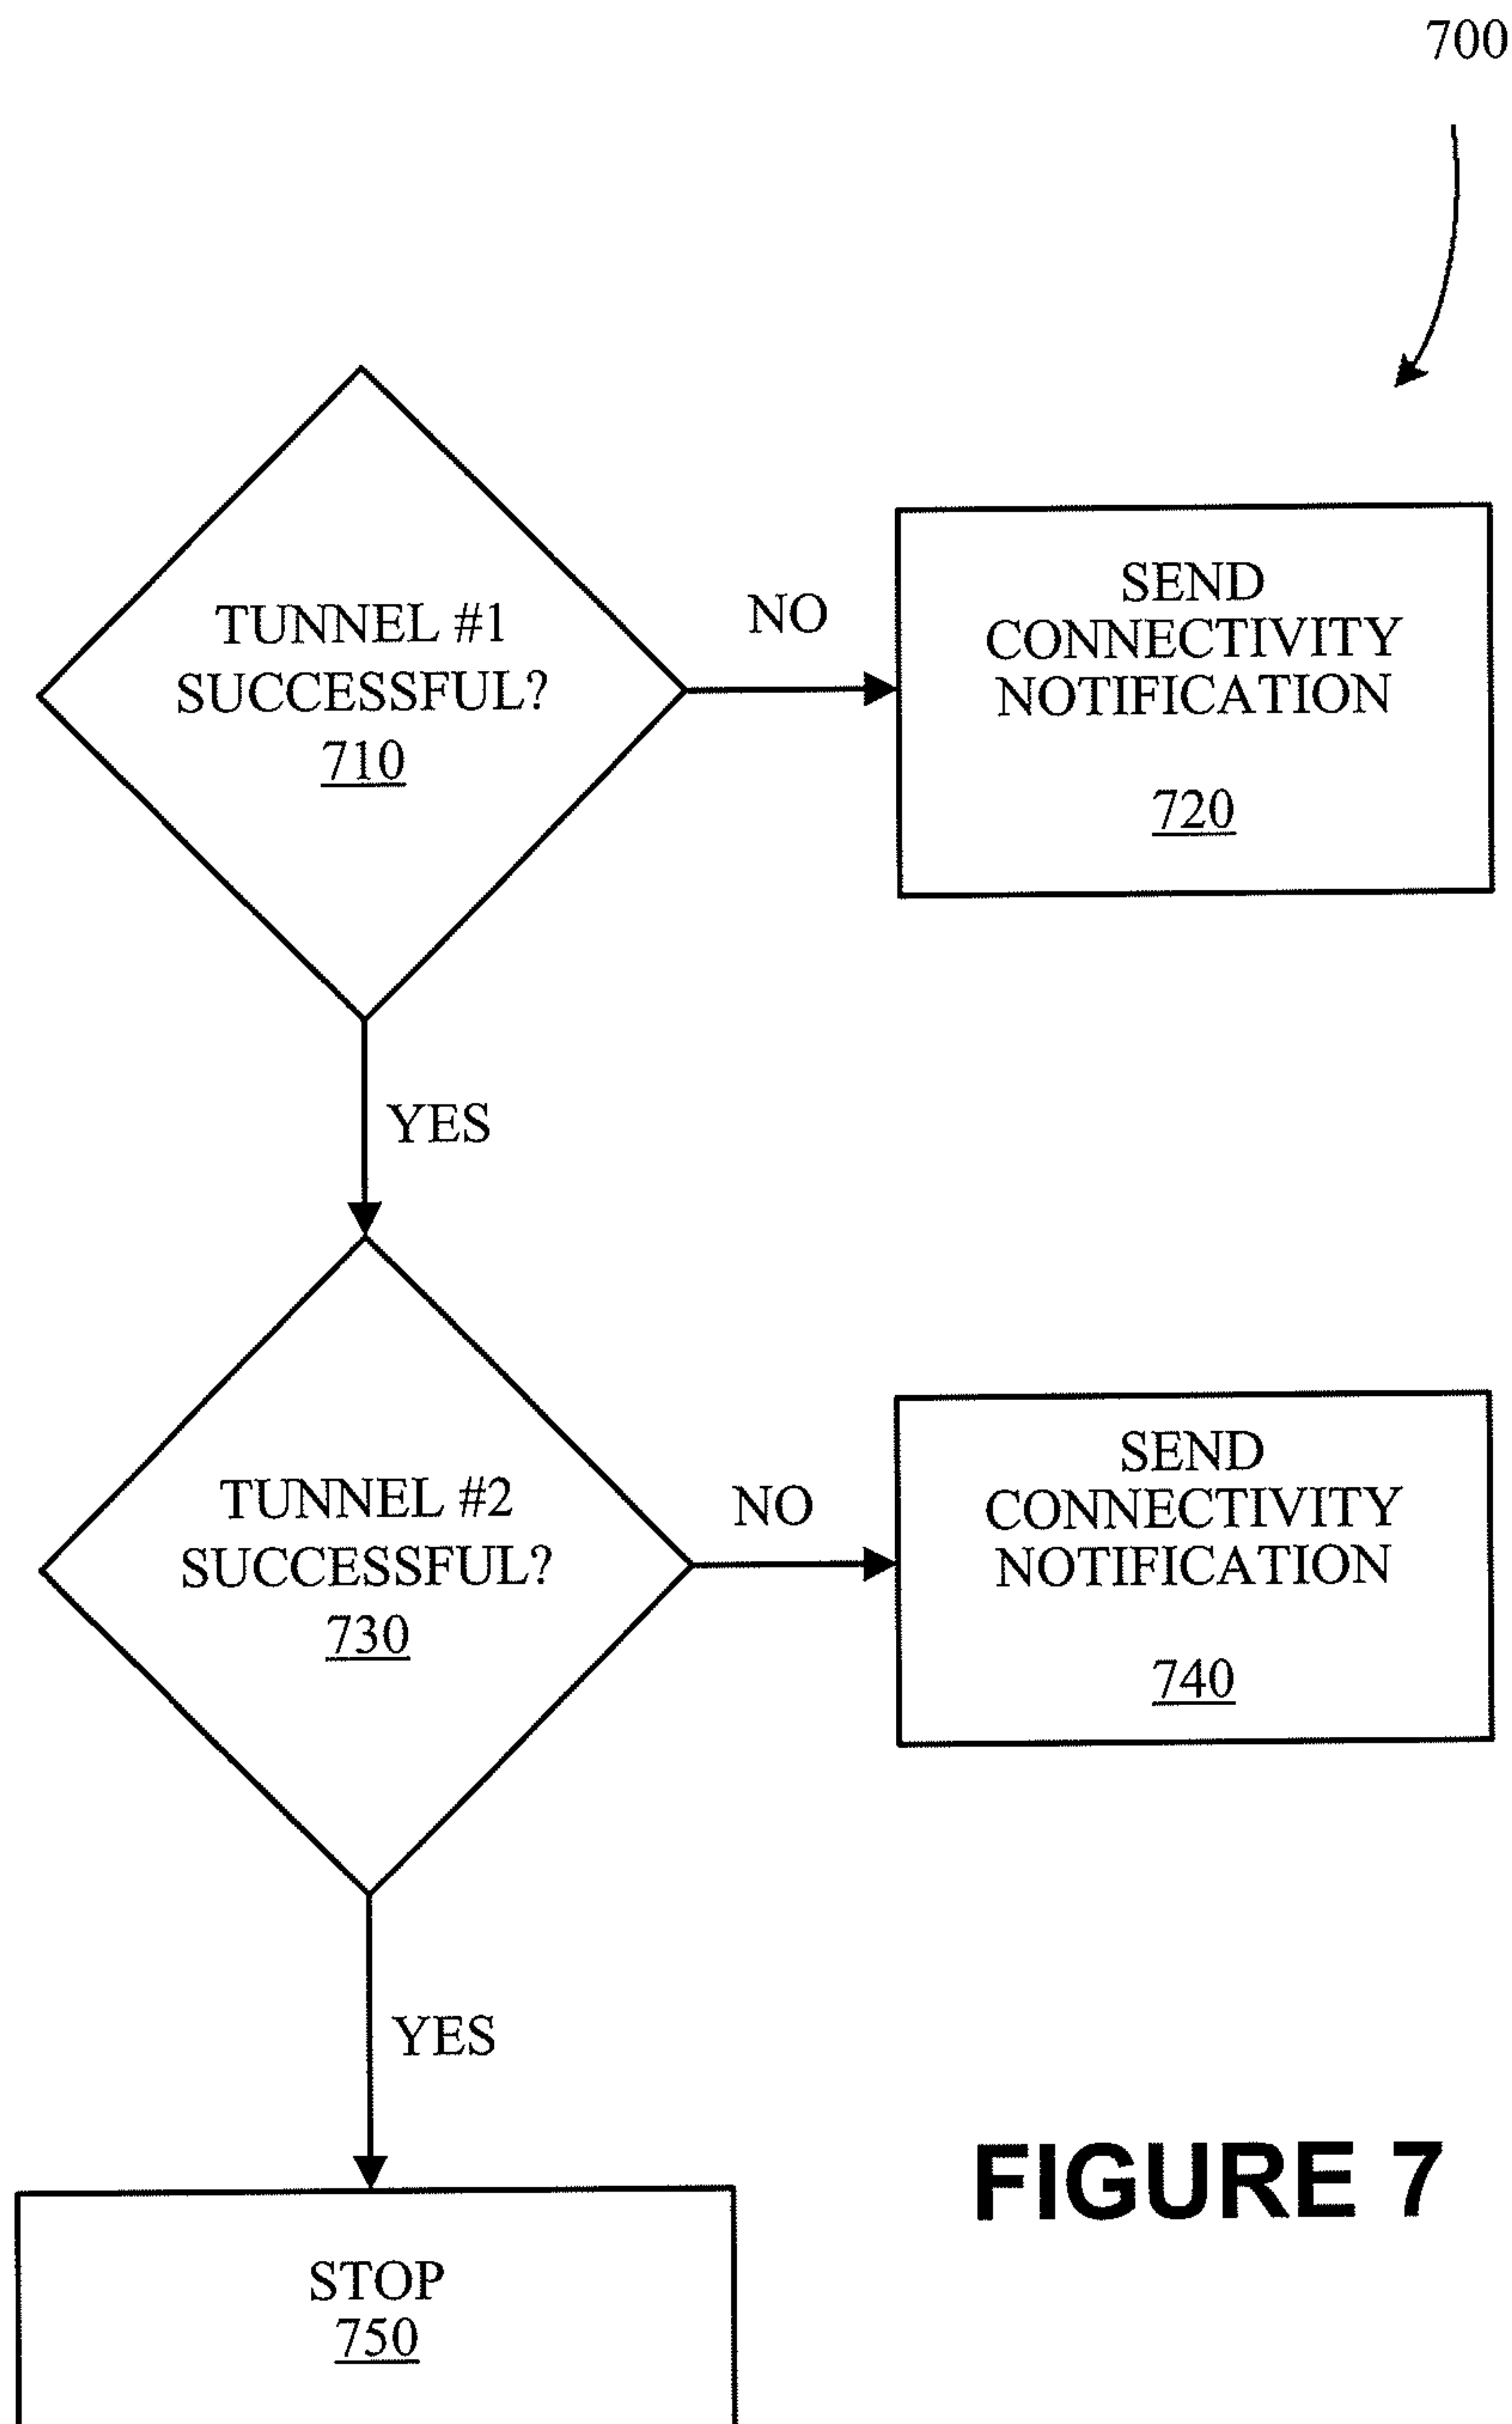 700
TUNNEL #1
SUCCESSFUL?
710
NO
SEND
CONNECTIVITY
NOTIFICATION
720
YES
TUNNEL #2
SUCCESSFUL?
730
NO
SEND
CONNECTIVITY
NOTIFICATION
740
YES
STOP
750
FIGURE 7